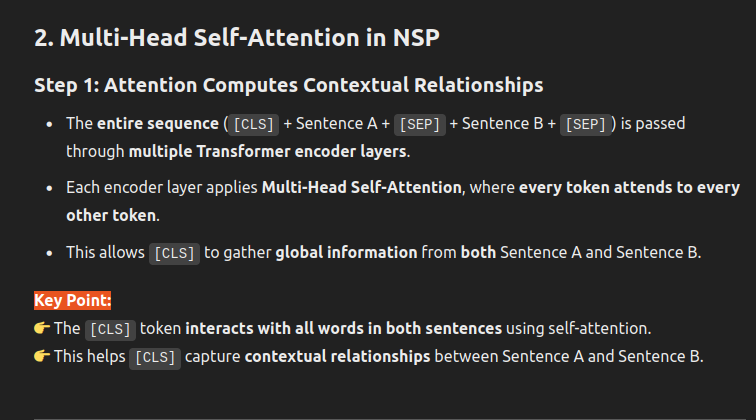 2. Multi-Head Self-Attention in NSP
Step 1: Attention Computes Contextual Relationships
• The entire sequence ([CLS] + Sentence A + [SEP] + Sentence B + [SEP]) is passed
through multiple Transformer encoder layers.
• Each encoder layer applies Multi-Head Self-Attention, where every token attends to every
other token.
• This allows [CLS] to gather global information from both Sentence A and Sentence B.
Key Point:
👉 The [CLS] token interacts with all words in both sentences using self-attention.
👉 This helps [CLS] capture contextual relationships between Sentence A and Sentence B.